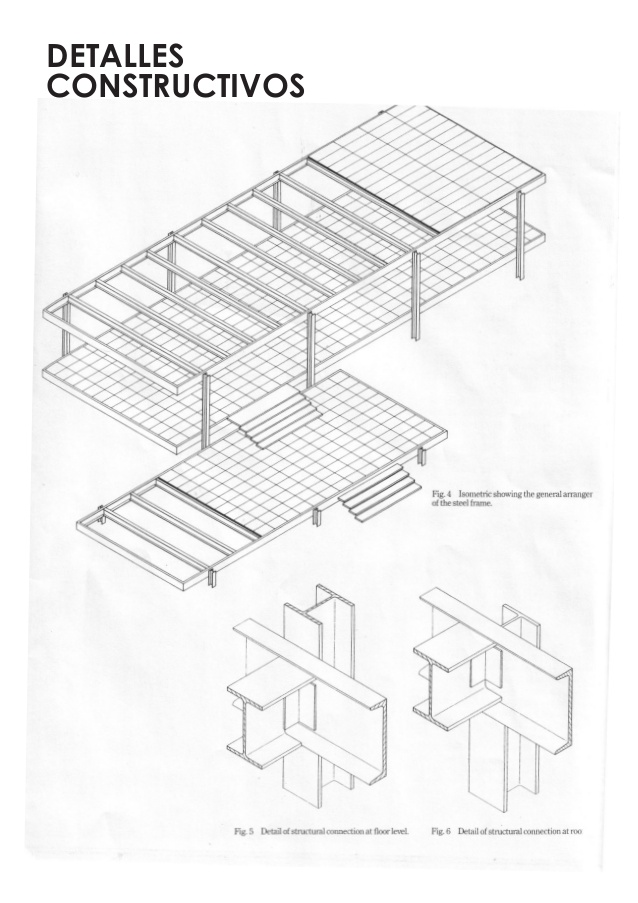 DETALLES
CONSTRUCTIVOS
Fig. 4 Isometric showing the general arranger
of the steel frame.
Fig. 5 Detail of structural connection at floor level.
Fig. 6 Detail of structural connection at roo